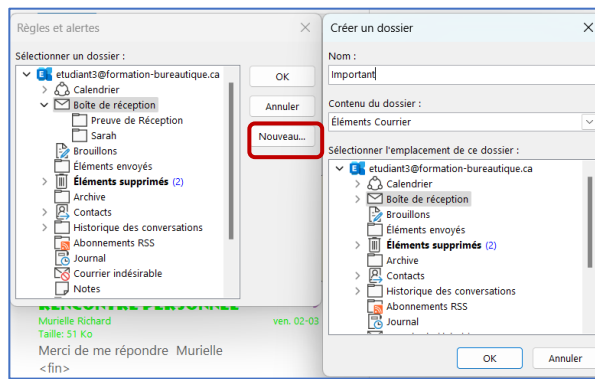 Règles et alertes
Sélectionner un dossier :
etudiant3@formation-bureautique.ca
Calendrier
Boîte de réception
Preuve de Réception
Sarah
Brouillons
Éléments envoyés
Éléments supprimés (2)
Archive
Contacts
Historique des conversations
Abonnements RSS
Journal
Courrier indésirable
Notes
OK
Annuler
Nouveau...
RENCONTRE PERSONNELLE
Murielle Richard
ven. 02-03
Taille: 51 Ko
Merci de me répondre Murielle
<fin>
Créer un dossier
Nom :
Important
Contenu du dossier :
Éléments Courrier
Sélectionner l'emplacement de ce dossier :
etudiant3@formation-bureautique.ca
Calendrier
Boîte de réception
Brouillons
Éléments envoyés
Éléments supprimés (2)
Archive
Contacts
Historique des conversations
Abonnements RSS
Journal
OK
Annuler